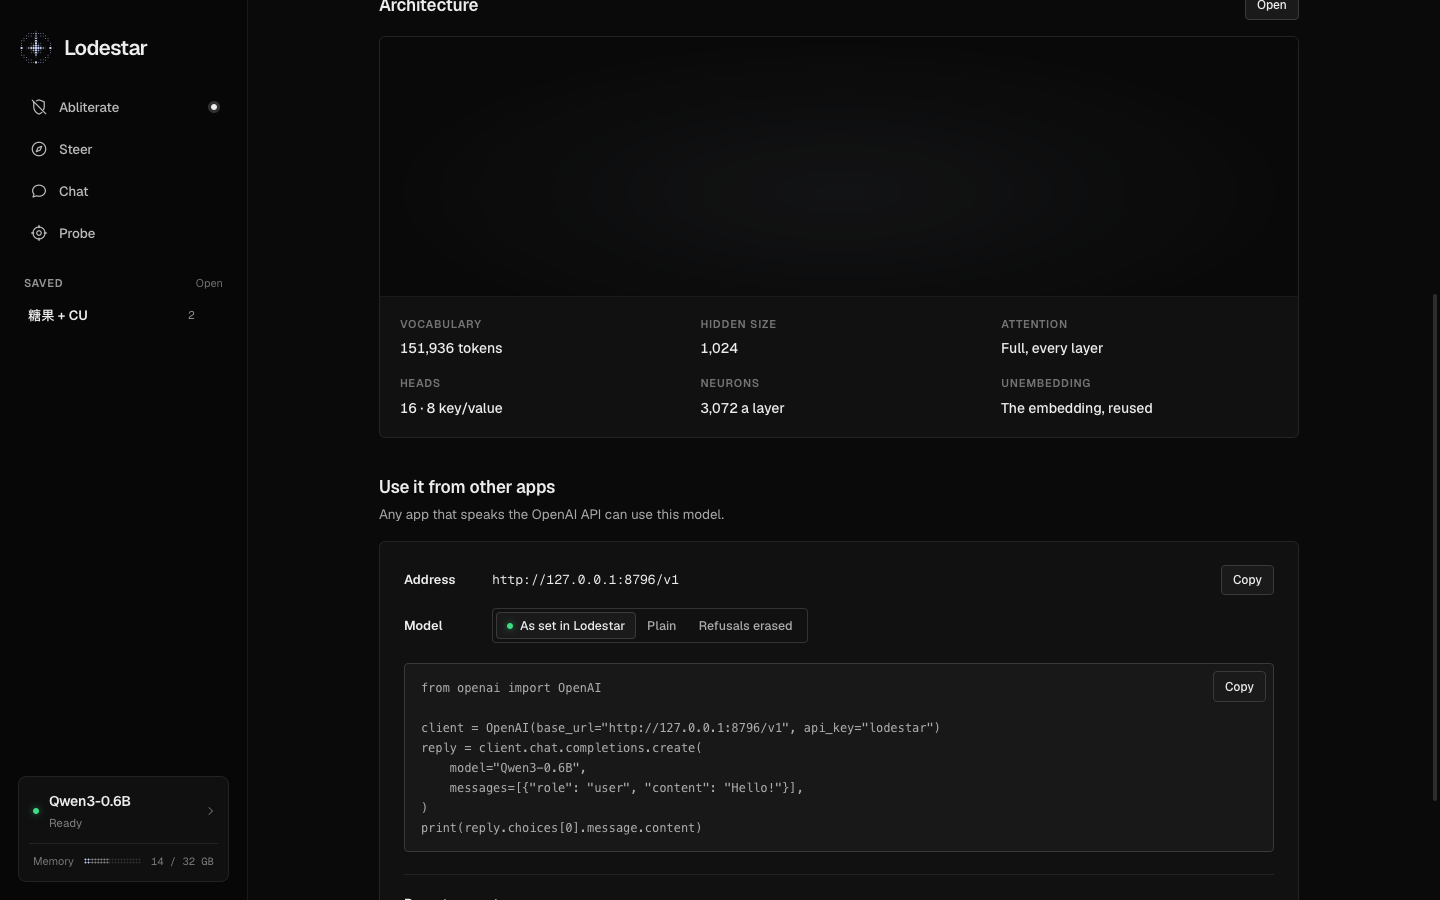 Lodestar
Abliterate
Steer
Chat
Probe
SAVED
Open
糖果 + CU
2
Qwen3-0.6B
Ready
Memory
14 / 32 GB
Architecture
Open
VOCABULARY
151,936 tokens
HIDDEN SIZE
1,024
ATTENTION
Full, every layer
HEADS
16 · 8 key/value
NEURONS
3,072 a layer
UNEMBEDDING
The embedding, reused
Use it from other apps
Any app that speaks the OpenAI API can use this model.
Address
http://127.0.0.1:8796/v1
Copy
Model
As set in Lodestar
Plain
Refusals erased
Copy
from openai import OpenAI
client = OpenAI(base_url="http://127.0.0.1:8796/v1", api_key="lodestar")
reply = client.chat.completions.create(
    model="Qwen3-0.6B",
    messages=[{"role": "user", "content": "Hello!"}],
)
print(reply.choices[0].message.content)